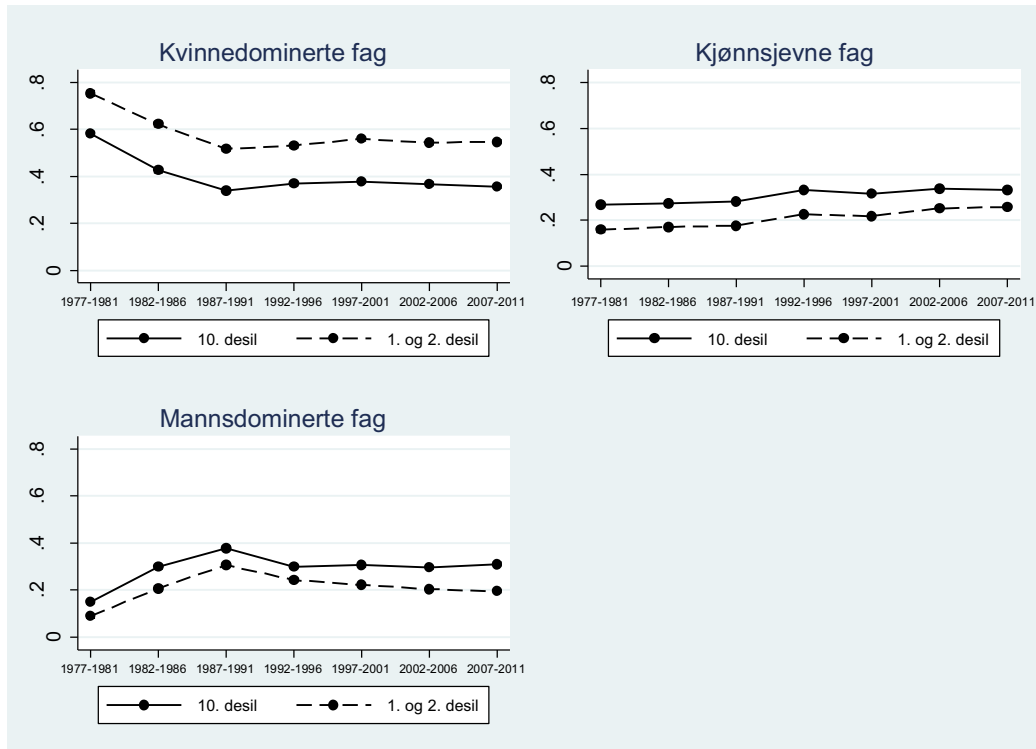 Kvinnedominerte fag
.8
.6
.4
.2
0
1977-1981 1982-1986 1987-1991 1992-1996 1997-2001 2002-2006 2007-2011
10. desil 1. og 2. desil
Kjønnsjevne fag
.8
.6
.4
.2
0
1977-1981 1982-1986 1987-1991 1992-1996 1997-2001 2002-2006 2007-2011
10. desil 1. og 2. desil
Mannsdominerte fag
.8
.6
.4
.2
0
1977-1981 1982-1986 1987-1991 1992-1996 1997-2001 2002-2006 2007-2011
10. desil 1. og 2. desil